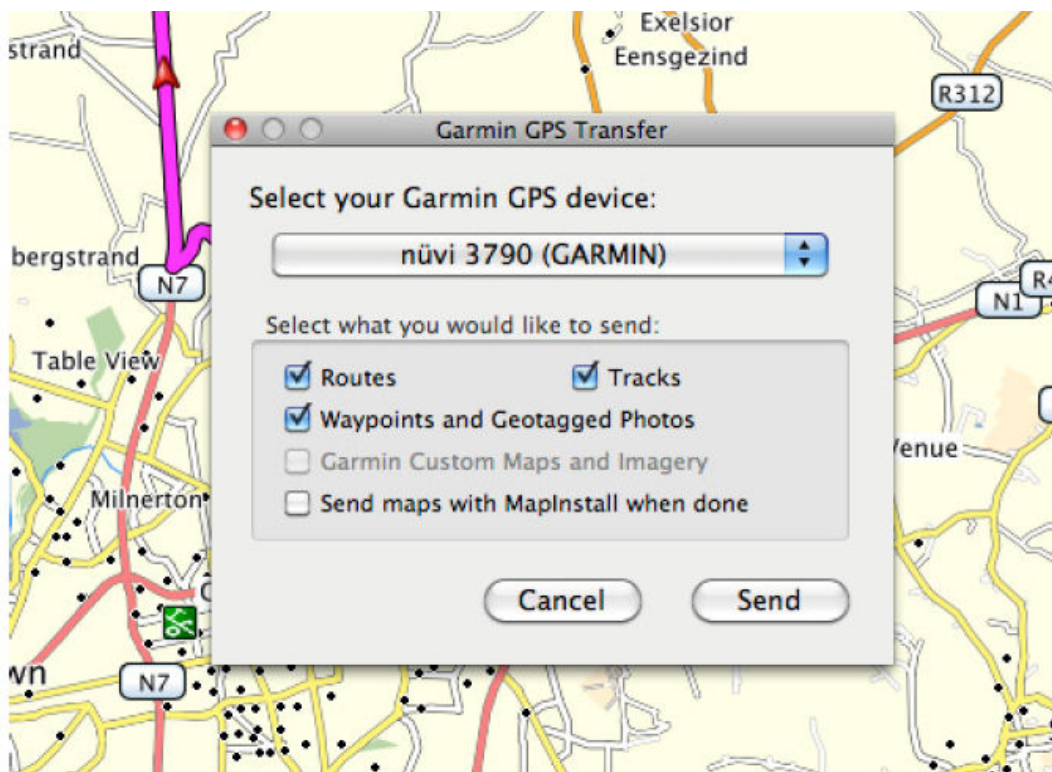 Exelsior
strand
Eensgezind
R312
Garmin GPS Transfer
Select your Garmin GPS device:
nüvi 3790 (GARMIN)
bergstrand
N7
N1
Select what you would like to send:
Table View
Routes
Tracks
Waypoints and Geotagged Photos
Garmin Custom Maps and Imagery
Venue
Milnerton
Send maps with MapInstall when done
Cancel
Send
wn
N7